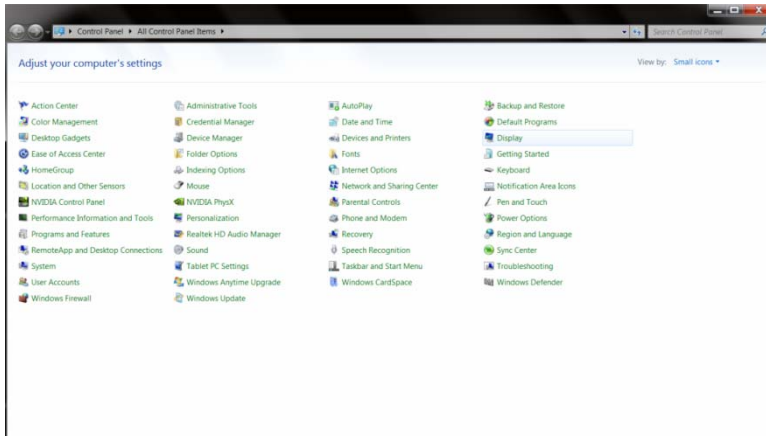 Control Panel All Control Panel Items Search Control Panel
Adjust your computer's settings View by: Small icons
Action Center Administrative Tools AutoPlay Backup and Restore
Color Management Credential Manager Date and Time Default Programs
Desktop Gadgets Device Manager Devices and Printers Display
Ease of Access Center Folder Options Fonts Getting Started
HomeGroup Indexing Options Internet Options Keyboard
Location and Other Sensors Mouse Network and Sharing Center Notification Area Icons
NVIDIA Control Panel NVIDIA PhysX Parental Controls Pen and Touch
Performance Information and Tools Personalization Phone and Modem Power Options
Programs and Features Realtek HD Audio Manager Recovery Region and Language
RemoteApp and Desktop Connections Sound Speech Recognition Sync Center
System Tablet PC Settings Taskbar and Start Menu Troubleshooting
User Accounts Windows Anytime Upgrade Windows CardSpace Windows Defender
Windows Firewall Windows Update